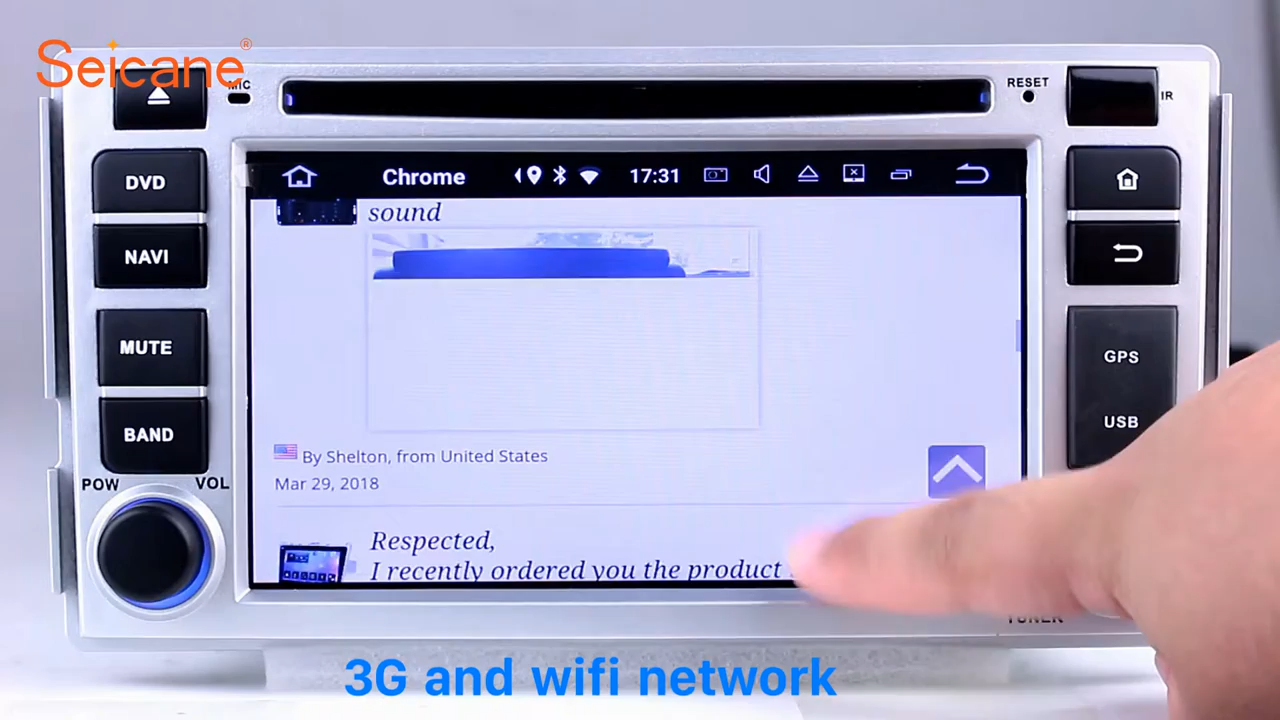 Seicane®
MIC
RESET
IR
DVD
NAVI
MUTE
BAND
POW
VOL
Chrome
17:31
sound
By Shelton, from United States
Mar 29, 2018
Respected,
I recently ordered you the product
GPS
USB
TUNER
3G and wifi network